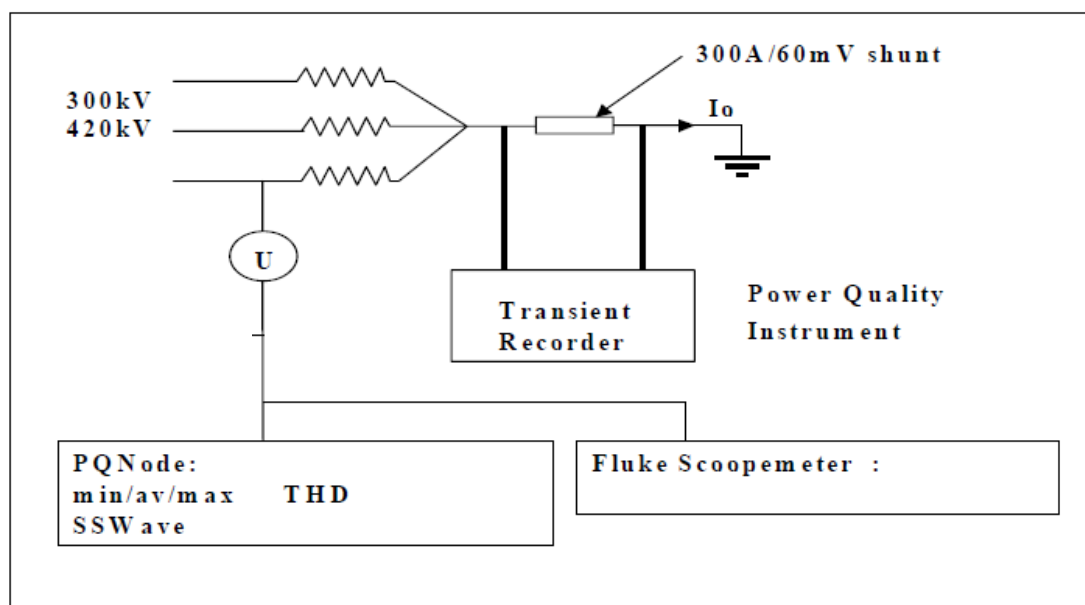 300A/60mV shunt
300kV
420kV
Io
U
Transient
Recorder
Power Quality
Instrument
PQNode:
min/av/max THD
SSWave
Fluke Scoopemeter :